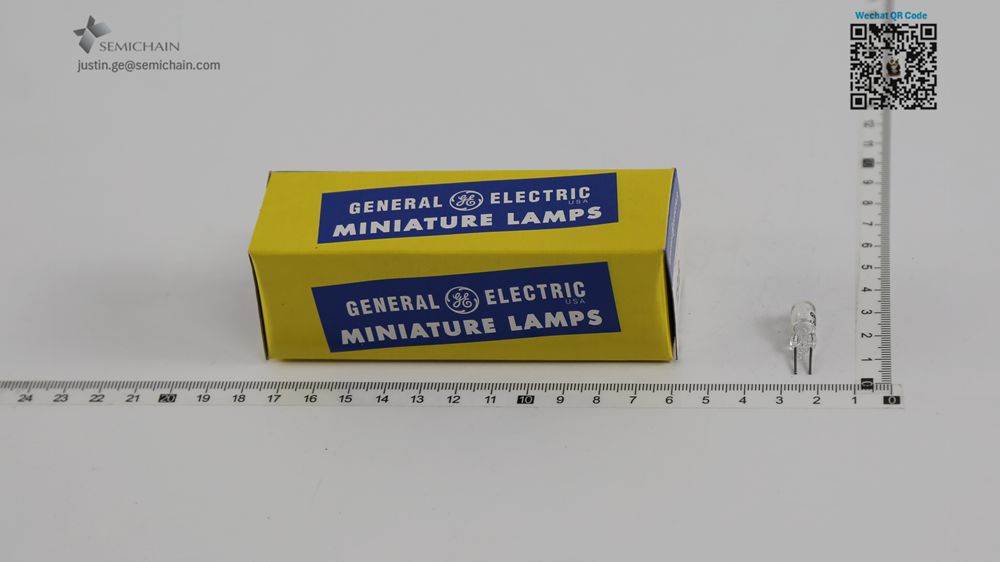 SEMICHAIN
justin.ge@semichain.com
Wechat QR Code
GENERAL GE ELECTRIC
USA
MINIATURE LAMPS
GENERAL GE ELECTRIC
USA
MINIATURE LAMPS
12
11
9
8
7
6
5
4
3
2
1
0
24 23 22 21 20 19 18 17 16 15 14 13 12 11 10 9 8 7 6 5 4 3 2 1 0